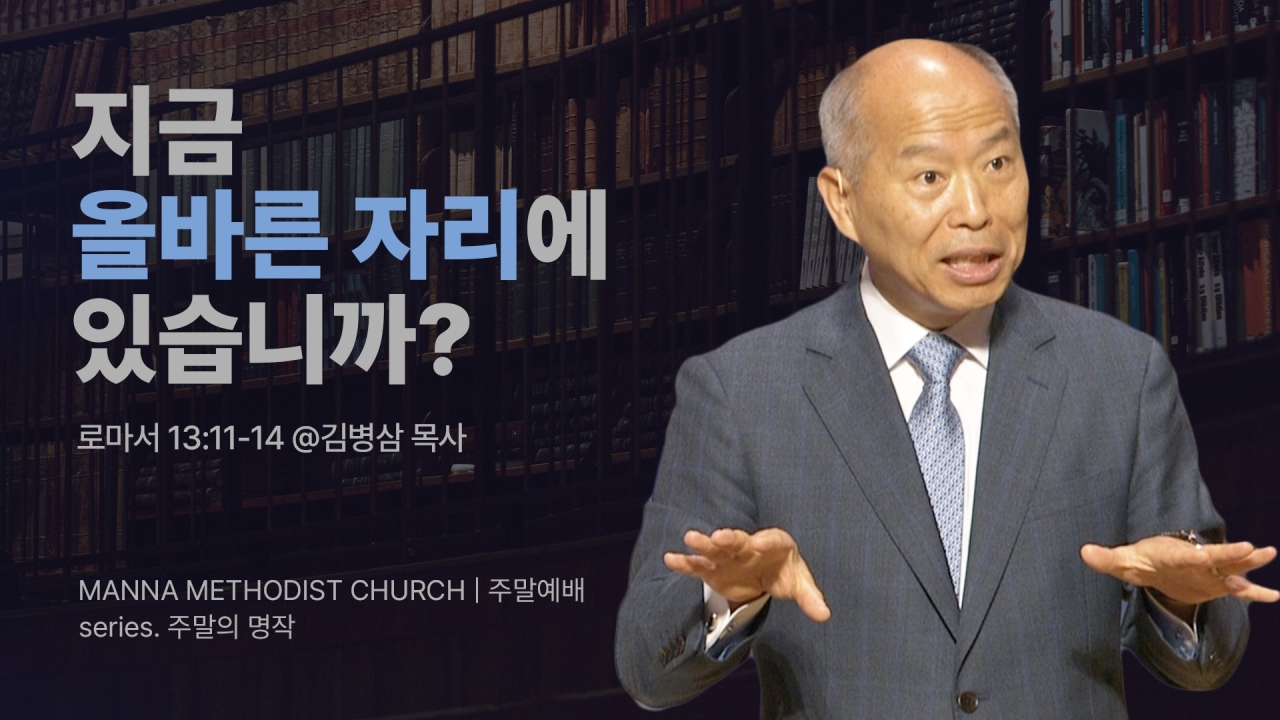 지금
올바른 자리에
있습니까?
로마서 13:11-14 @김병삼 목사
MANNA METHODIST CHURCH | 주말예배
series. 주말의 명작